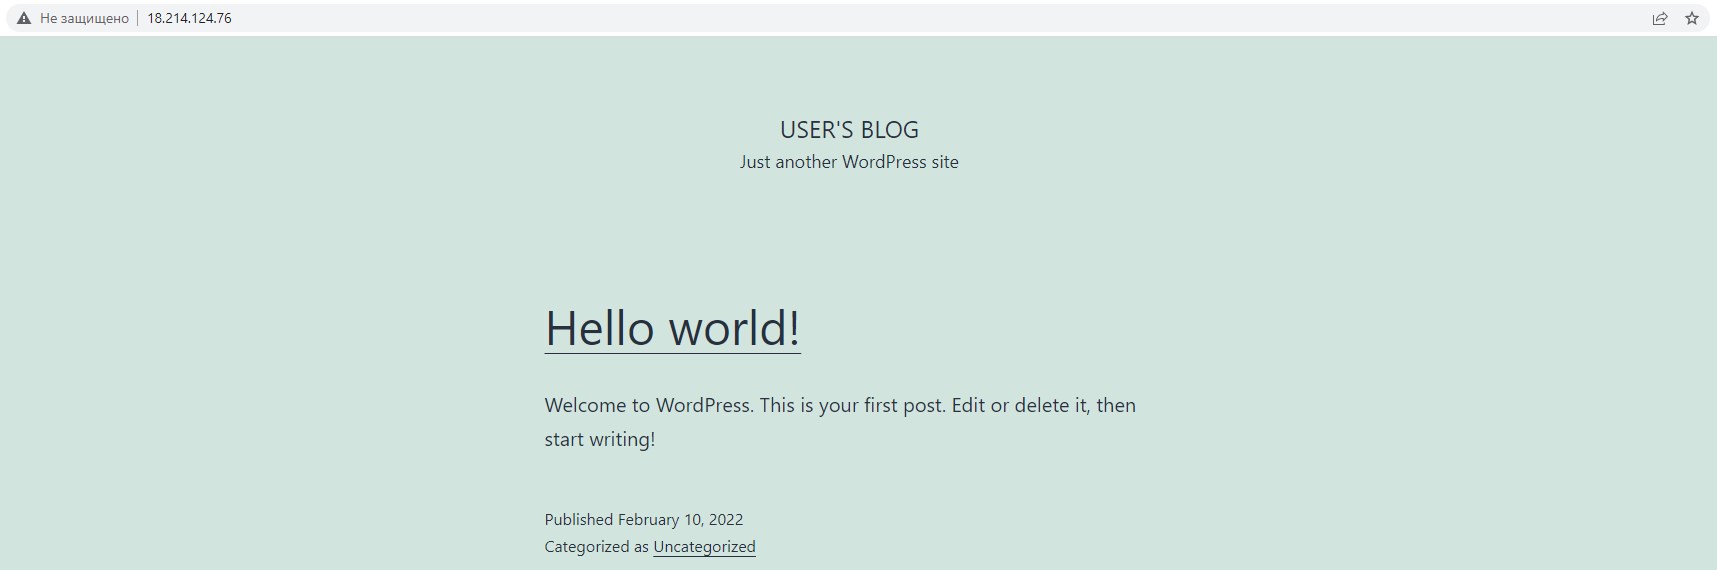 Не защищено 18.214.124.76
USER'S BLOG
Just another WordPress site
Hello world!
Welcome to WordPress. This is your first post. Edit or delete it, then
start writing!
Published February 10, 2022
Categorized as Uncategorized